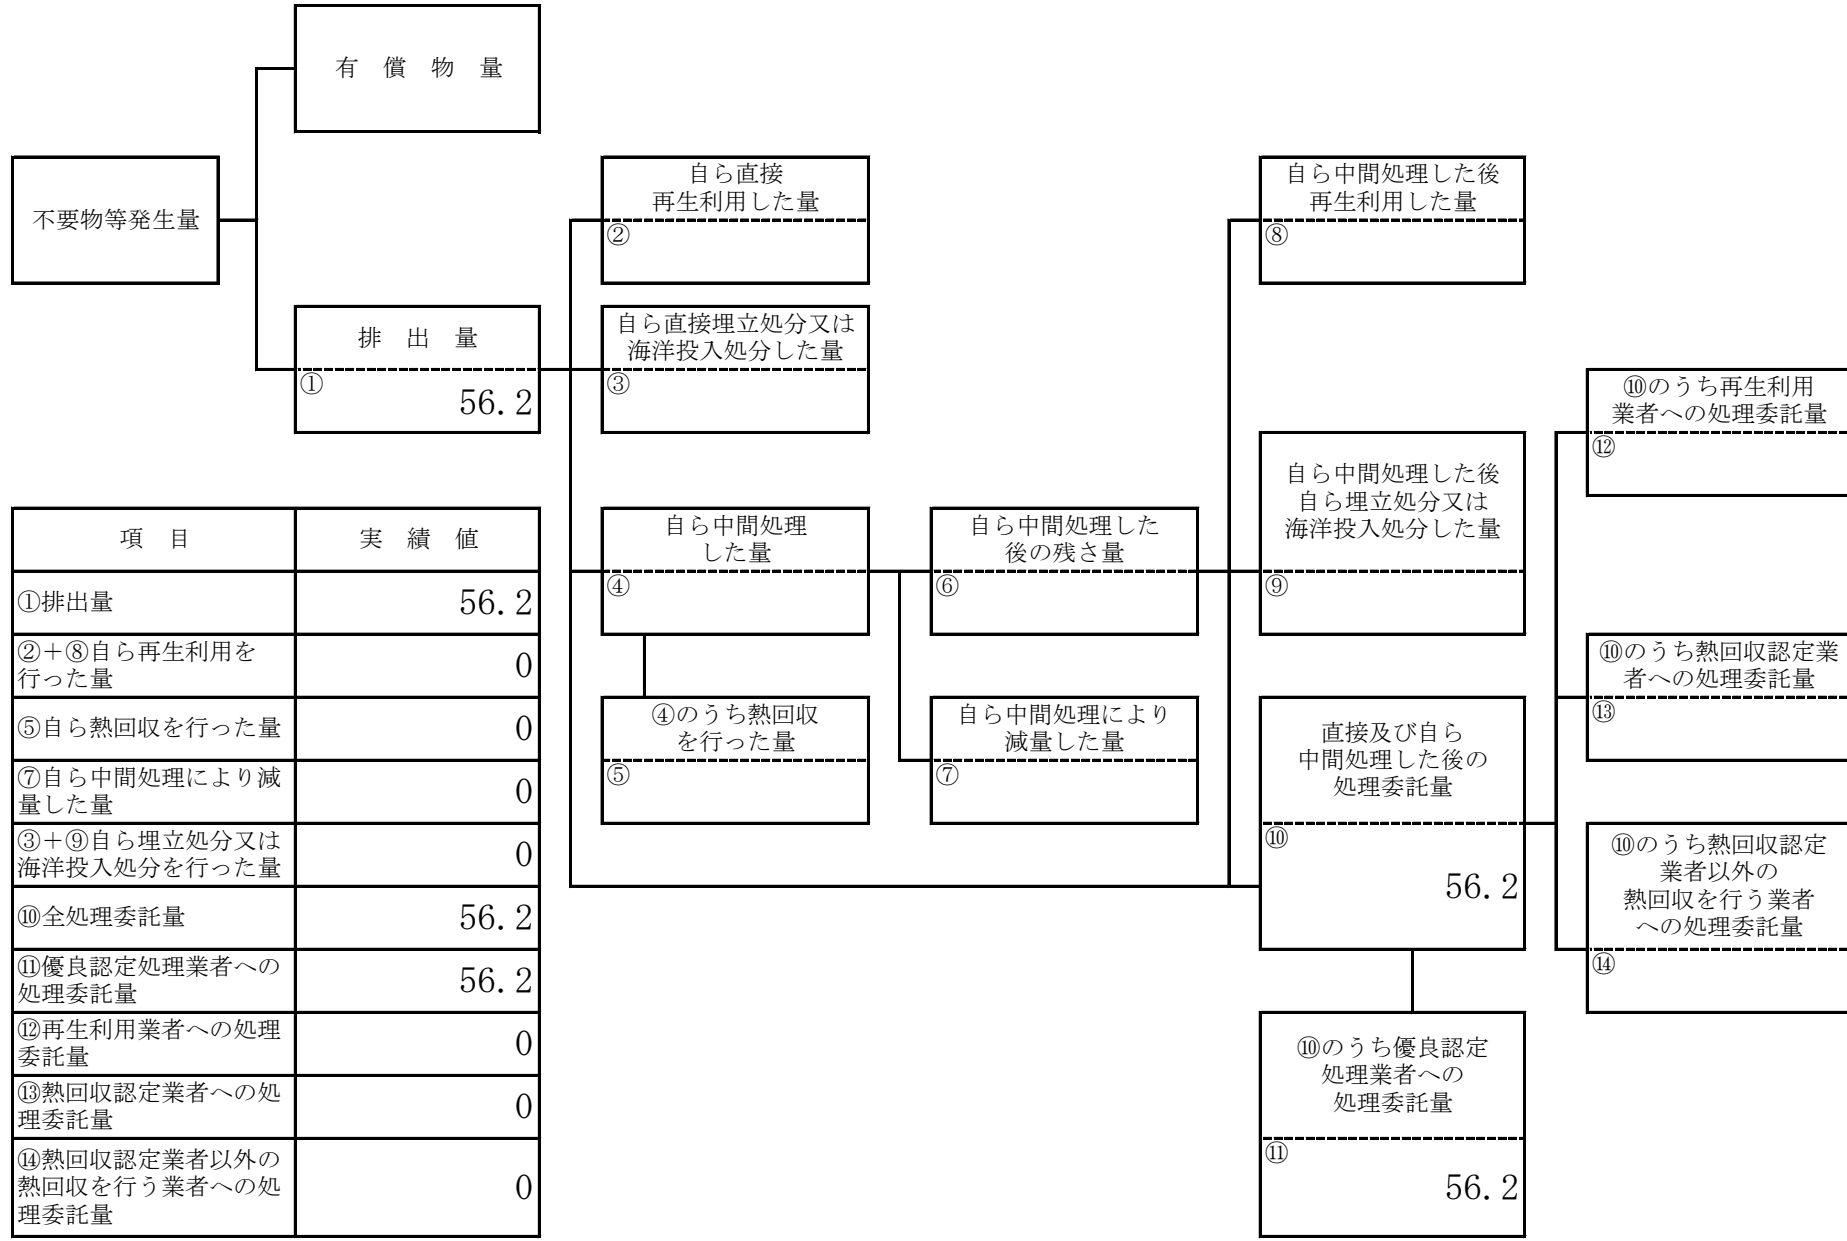 有 償 物 量
不要物等発生量
排 出 量
①
56.2
自ら直接
再生利用した量
②
自ら直接埋立処分又は
海洋投入処分した量
③
自ら中間処理
した量
④
④のうち熱回収
を行った量
⑤
自ら中間処理した
後の残さ量
⑥
自ら中間処理により
減量した量
⑦
自ら中間処理した後
再生利用した量
⑧
自ら中間処理した後
自ら埋立処分又は
海洋投入処分した量
⑨
直接及び自ら
中間処理した後の
処理委託量
⑩
56.2
⑩のうち優良認定
処理業者への
処理委託量
⑪
56.2
⑩のうち再生利用
業者への処理委託量
⑫
⑩のうち熱回収認定業
者への処理委託量
⑬
⑩のうち熱回収認定
業者以外の
熱回収を行う業者
への処理委託量
⑭
項 目 実 績 値
①排出量 56.2
②＋⑧自ら再生利用を
行った量 0
⑤自ら熱回収を行った量 0
⑦自ら中間処理により減
量した量 0
③＋⑨自ら埋立処分又は
海洋投入処分を行った量 0
⑩全処理委託量 56.2
⑪優良認定処理業者への
処理委託量 56.2
⑫再生利用業者への処理
委託量 0
⑬熱回収認定業者への処
理委託量 0
⑭熱回収認定業者以外の
熱回収を行う業者への処
理委託量 0